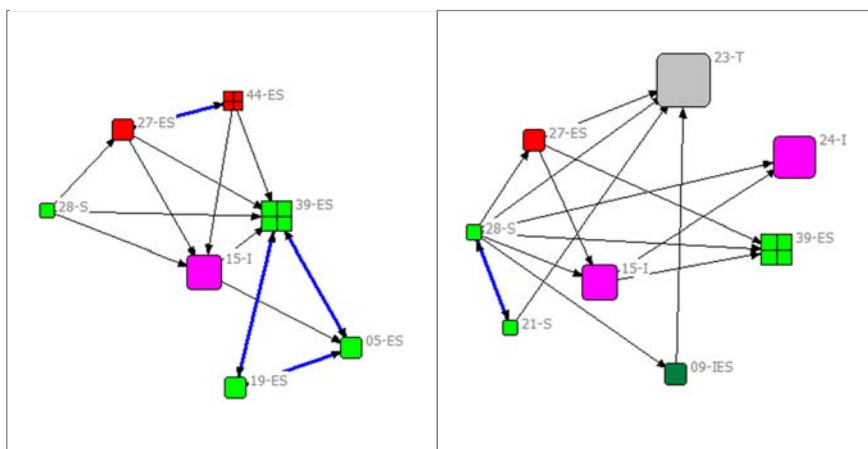 44-ES
27-ES
28-S
39-ES
15-I
05-ES
19-ES
23-T
27-ES
24-I
28-S
39-ES
15-I
21-S
09-IES